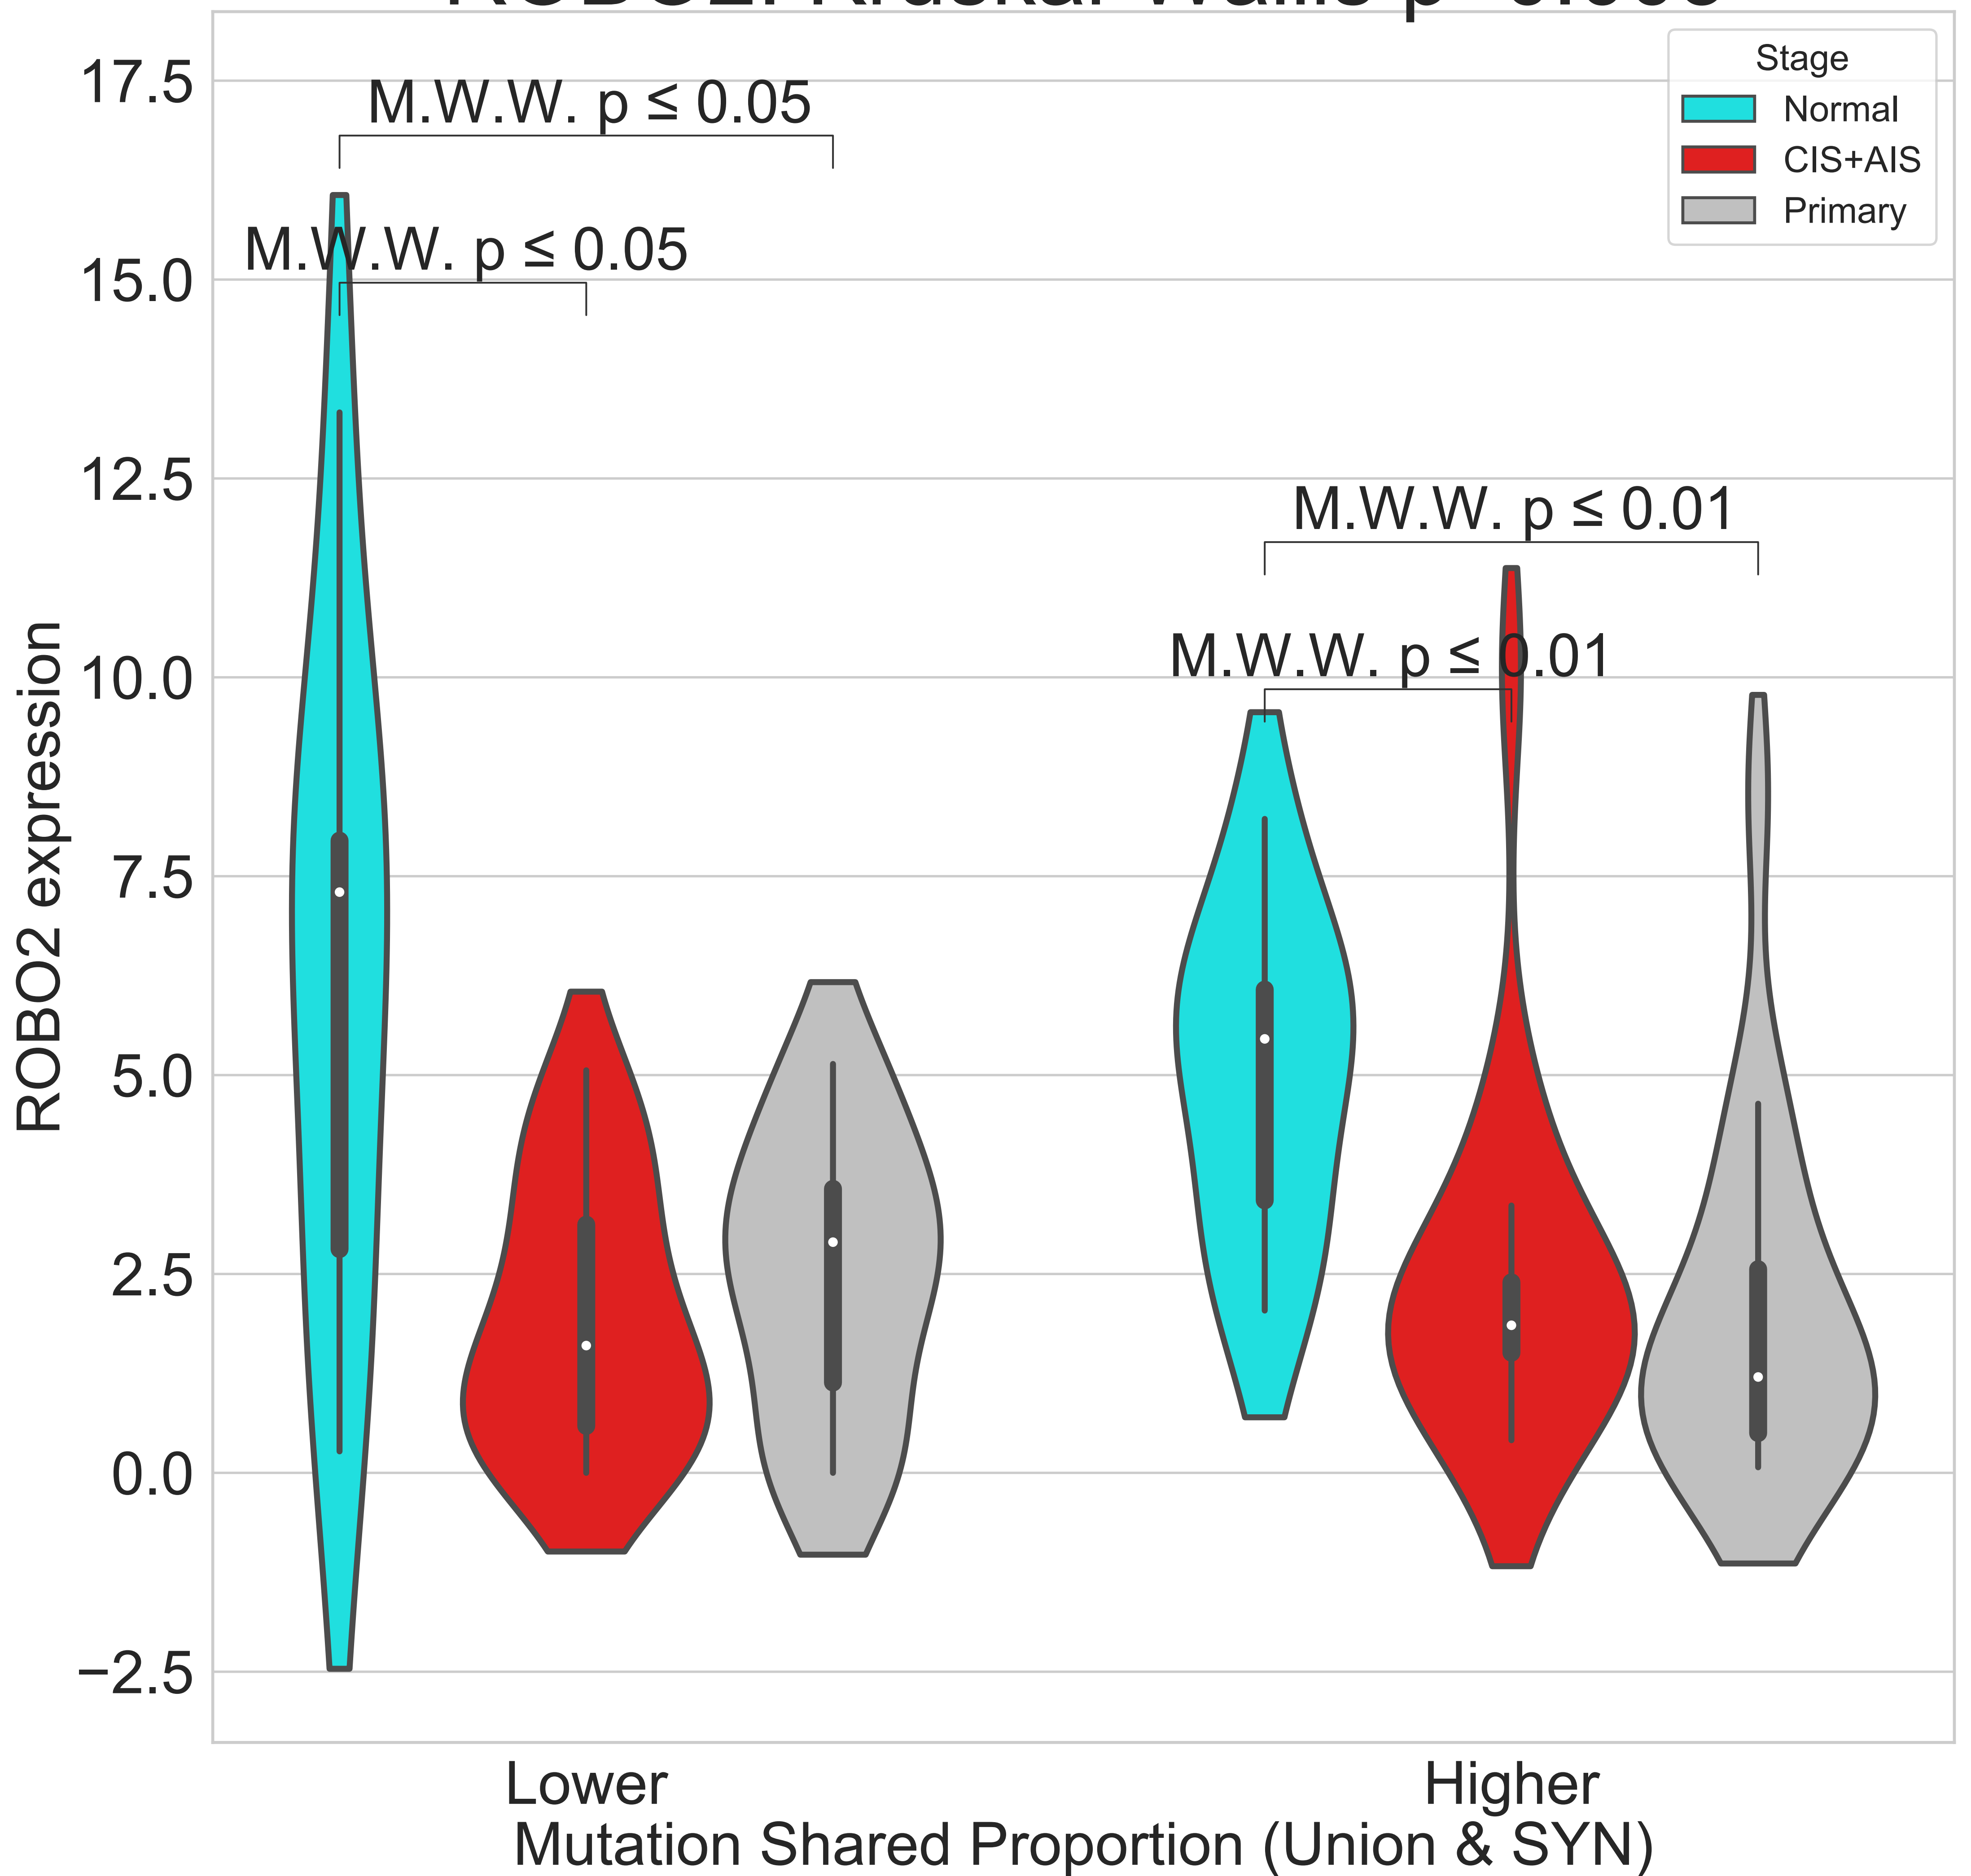 Stage
Normal
CIS+AIS
Primary
17.5
15.0
12.5
10.0
7.5
5.0
2.5
0.0
−2.5
ROBO2 expression
M.W.W. p ≤ 0.05
M.W.W. p ≤ 0.05
M.W.W. p ≤ 0.01
M.W.W. p ≤ 0.01
Lower
Higher
Mutation Shared Proportion (Union & SYN)